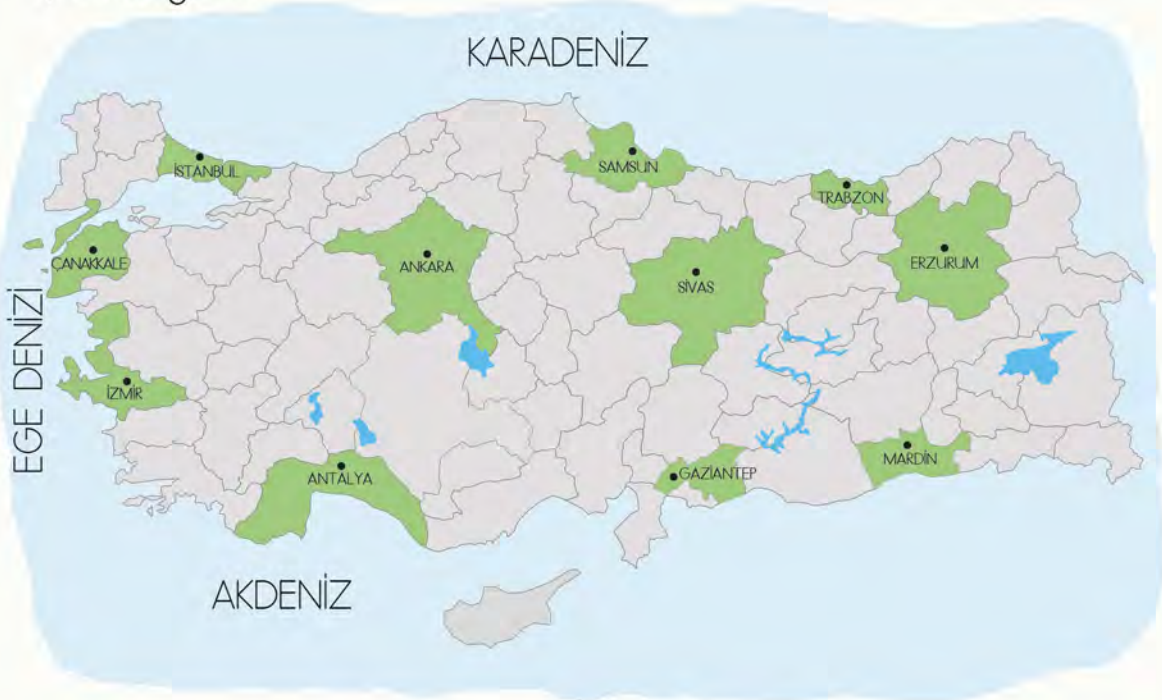 KARADENİZ
İSTANBUL
SAMSUN
TRABZON
ÇANAKKALE
ANKARA
SİVAS
ERZURUM
EGE DENİZİ
İZMİR
ANTALYA
GAZİANTEP
MARDİN
AKDENİZ